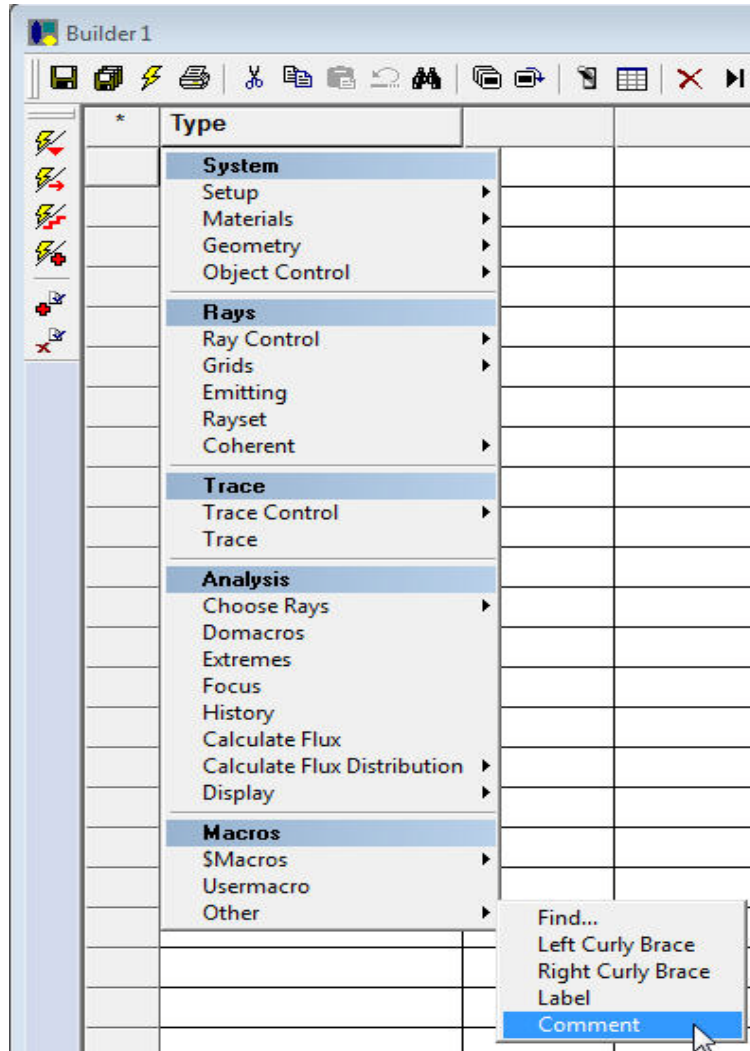 Builder 1
* Type
System
Setup
Materials
Geometry
Object Control
Rays
Ray Control
Grids
Emitting
Rayset
Coherent
Trace
Trace Control
Trace
Analysis
Choose Rays
Domacros
Extremes
Focus
History
Calculate Flux
Calculate Flux Distribution
Display
Macros
$Macros
Usermacro
Other
Find...
Left Curly Brace
Right Curly Brace
Label
Comment